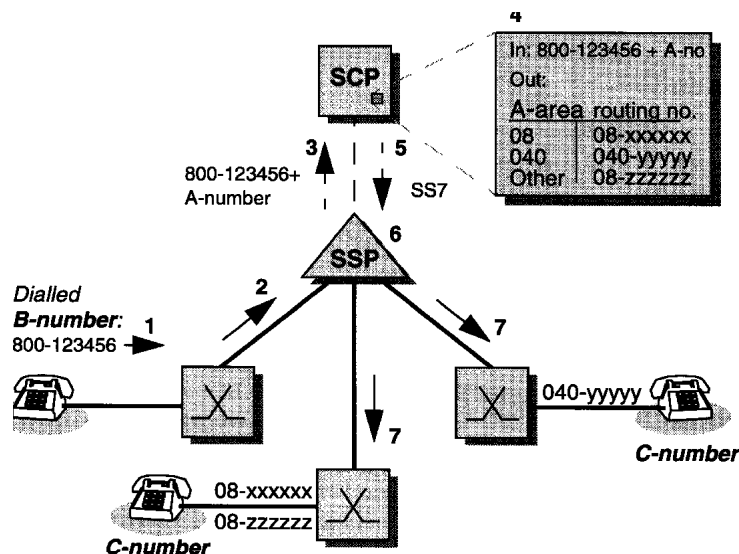 4
In: 800-123456 + A-no
Out:
A-area routing no.
08 08-xxxxxx
040 040-yyyyy
Other 08-zzzzzz
SCP
3
5
800-123456+
A-number
SS7
6
SSP
Dialled
B-number:
800-123456
1
2
7
7
040-yyyyy
C-number
08-xxxxxx
08-zzzzzz
C-number